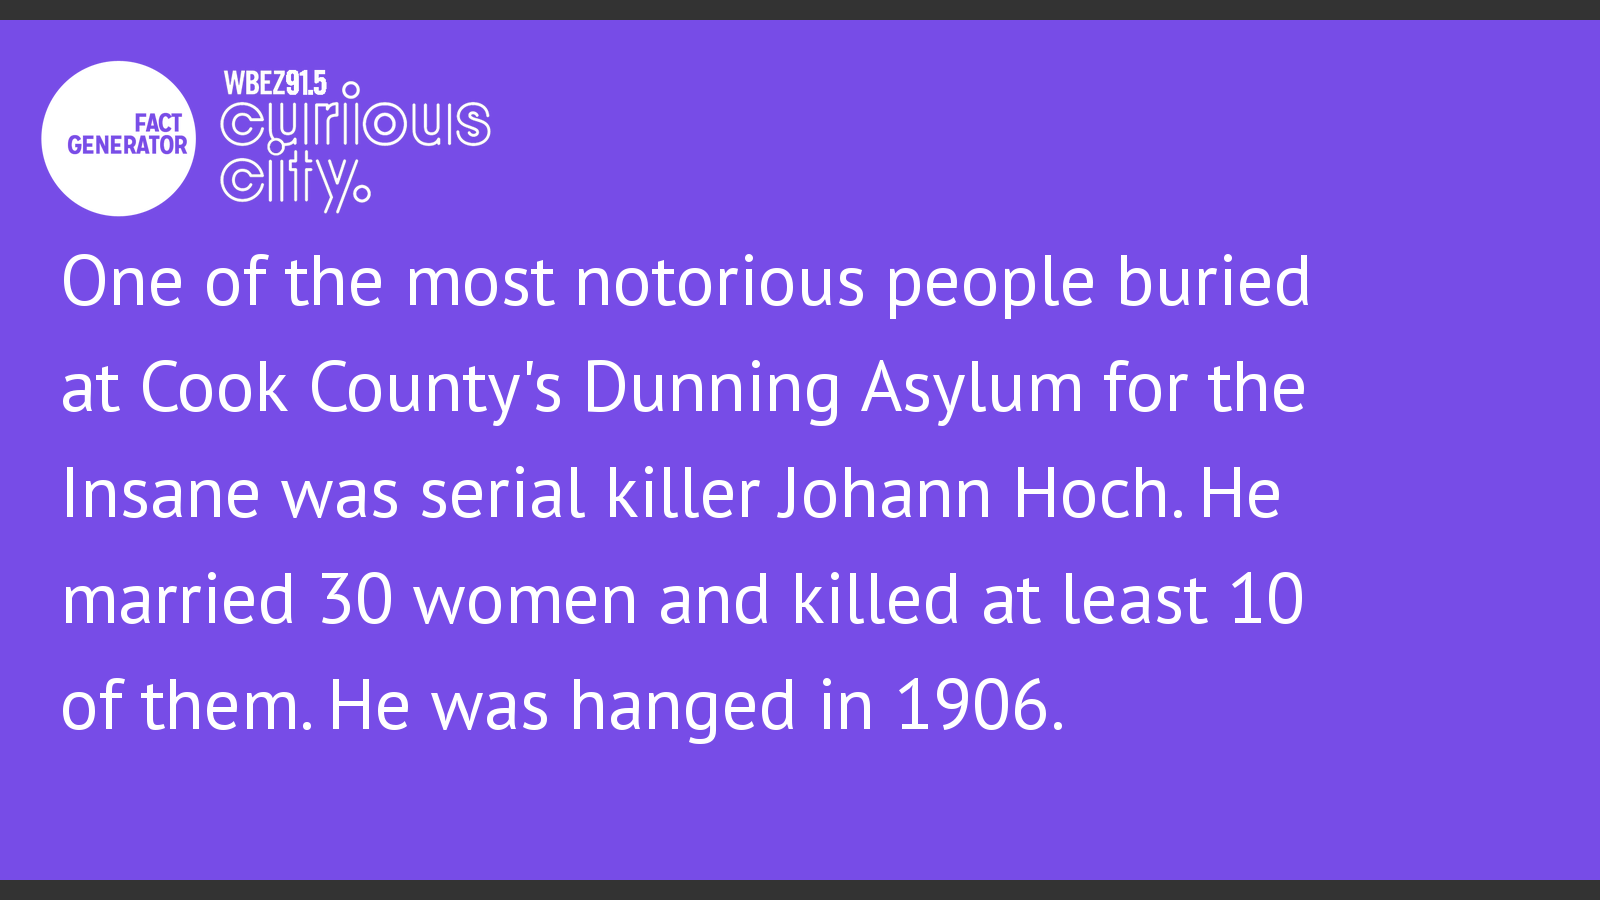 FACT
GENERATOR
WBEZ91.5
curious
city.
One of the most notorious people buried
at Cook County's Dunning Asylum for the
Insane was serial killer Johann Hoch. He
married 30 women and killed at least 10
of them. He was hanged in 1906.